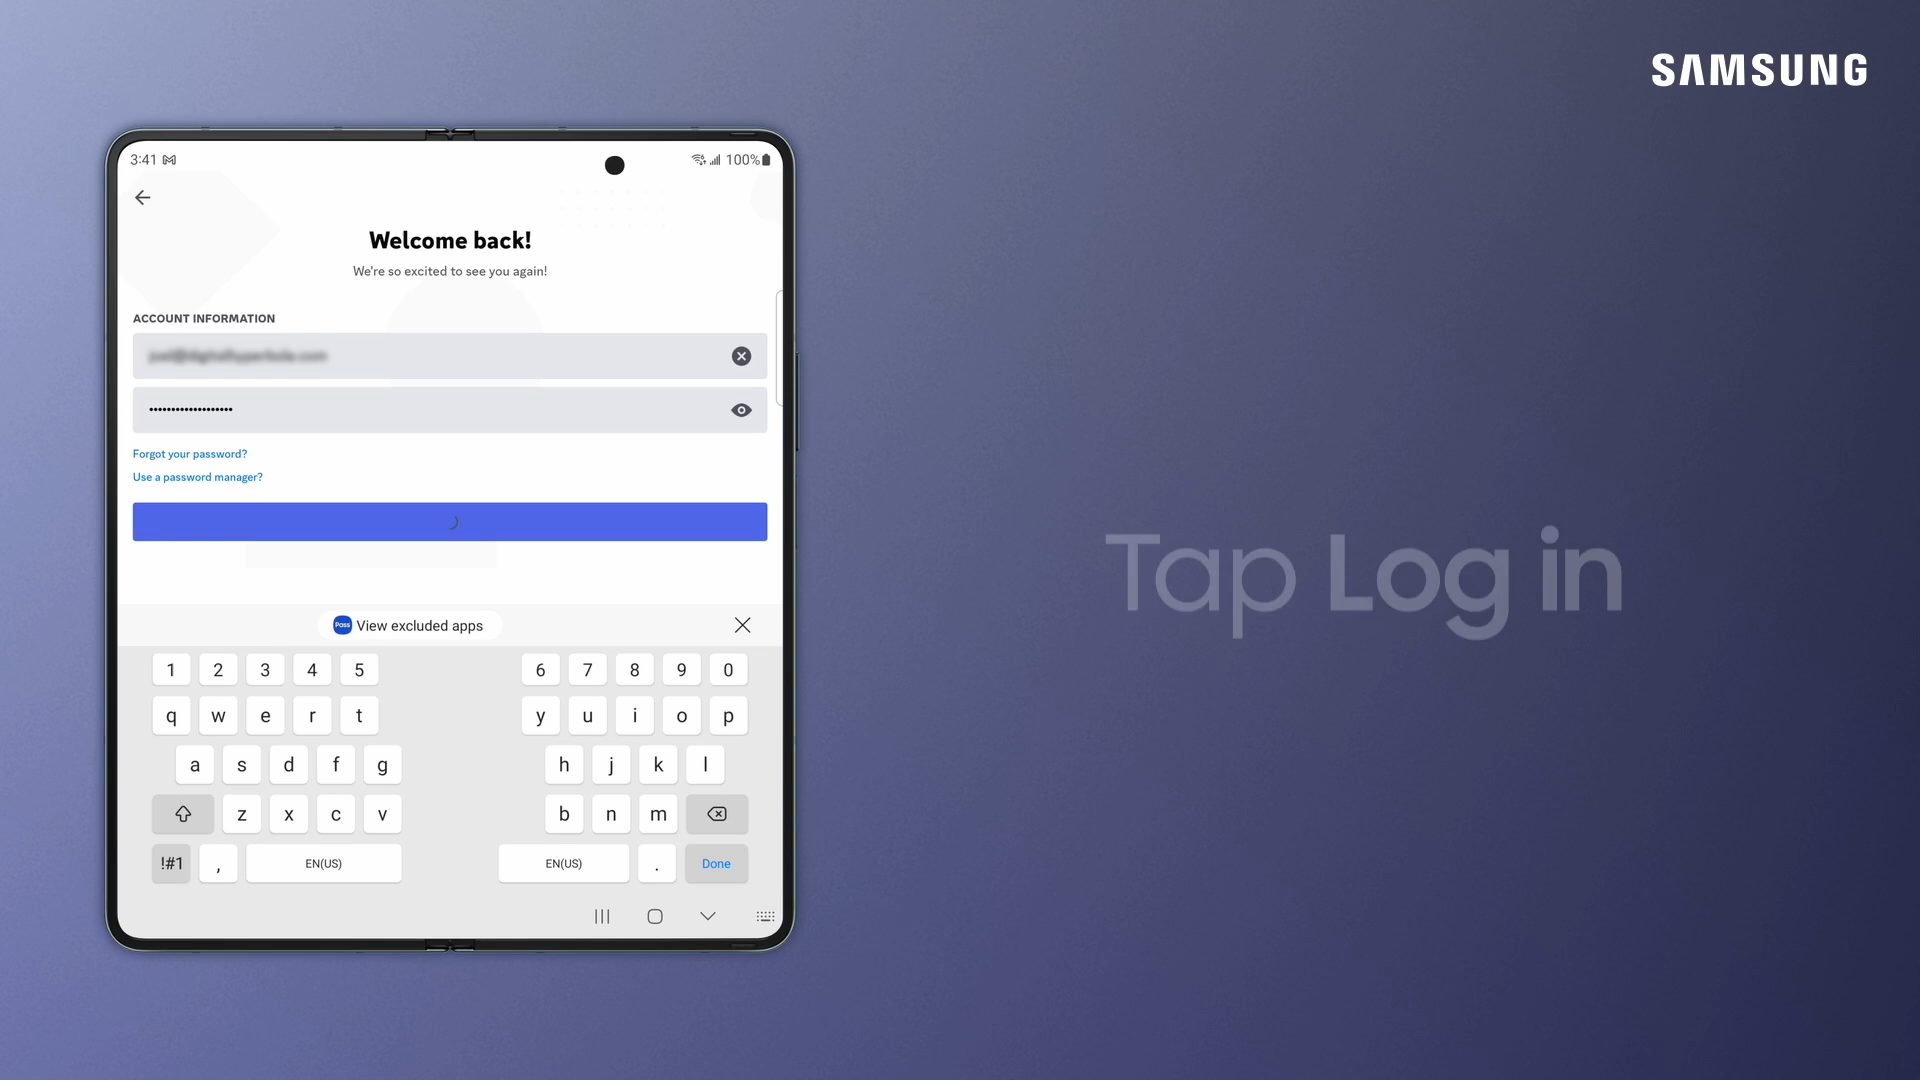 SAMSUNG
3:41
100%
Welcome back!
We're so excited to see you again!
ACCOUNT INFORMATION
Forgot your password?
Use a password manager?
Pass View excluded apps
1 2 3 4 5 6 7 8 9 0
q w e r t y u i o p
a s d f g h j k l
z x c v b n m
!#1 , EN(US) EN(US) . Done
Tap Log in